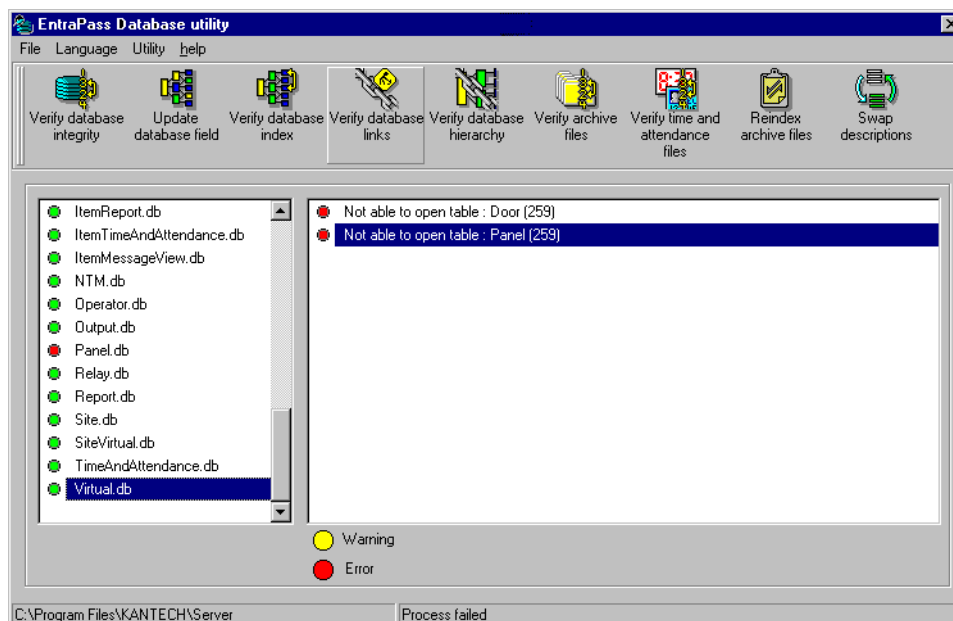 EntraPass Database utility
File Language Utility help
Verify database integrity
Update database field
Verify database index
Verify database links
Verify database hierarchy
Verify archive files
Verify time and attendance files
Reindex archive files
Swap descriptions
ItemReport.db
ItemTimeAndAttendance.db
ItemMessageView.db
NTM.db
Operator.db
Output.db
Panel.db
Relay.db
Report.db
Site.db
SiteVirtual.db
TimeAndAttendance.db
Virtual.db
Not able to open table : Door (259)
Not able to open table : Panel (259)
Warning
Error
C:\Program Files\KANTECH\Server
Process failed